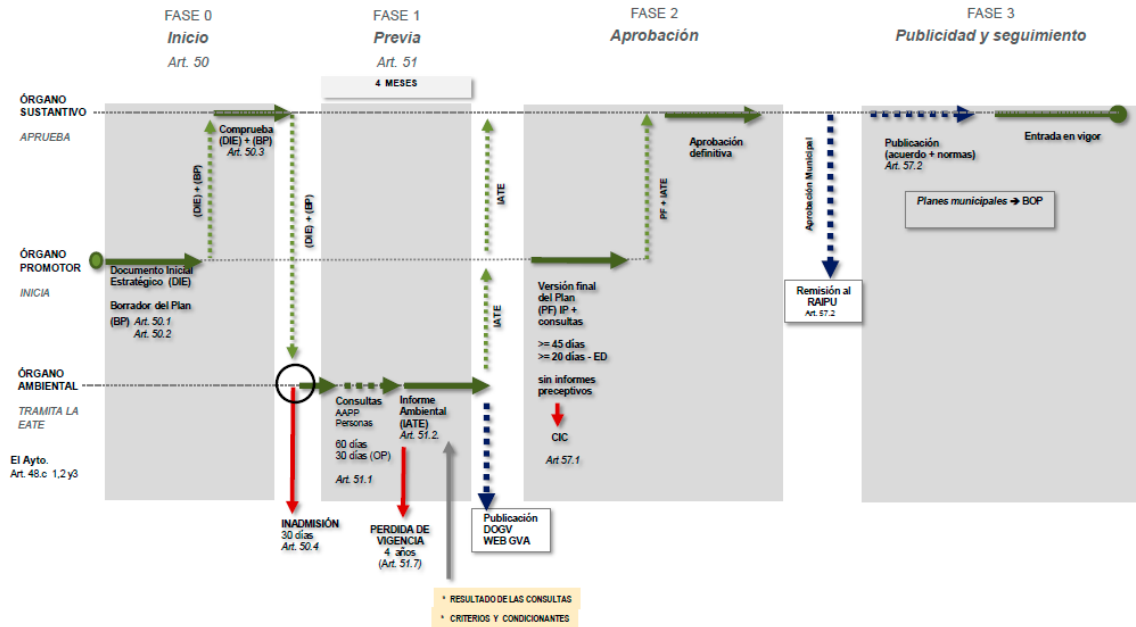 FASE 0
Inicio
Art. 50
FASE 1
Previa
Art. 51
FASE 2
Aprobación
FASE 3
Publicidad y seguimiento
4 MESES
ÓRGANO
SUSTANTIVO
APRUEBA
Comprueba
(DIE) + (BP)
Art. 50.3
(DIE) + (BP)
(DIE) + (BP)
IATE
PF + IATE
Aprobación
definitiva
Aprobación Municipal
Publicación
(acuerdo + normas)
Art. 57.2
Entrada en vigor
Planes municipales ➔ BOP
ÓRGANO
PROMOTOR
INICIA
Documento Inicial
Estratégico (DIE)
Borrador del Plan
(BP) Art. 50.1
Art. 50.2
IATE
Versión final
del Plan
(PF) IP +
consultas
>= 45 días
>= 20 días - ED
sin informes
preceptivos
CIC
Art 57.1
Remisión al
RAIPU
Art. 57.2
ÓRGANO
AMBIENTAL
TRAMITA LA
EATE
El Ayto.
Art. 48.c 1,2 y3
Consultas
AAPP
Personas
60 días
30 días (OP)
Art. 51.1
Informe
Ambiental
(IATE)
Art. 51.2.
INADMISIÓN
30 días
Art. 50.4
PERDIDA DE
VIGENCIA
4 años
(Art. 51.7)
Publicación
DOGV
WEB GVA
* RESULTADO DE LAS CONSULTAS
* CRITERIOS Y CONDICIONANTES